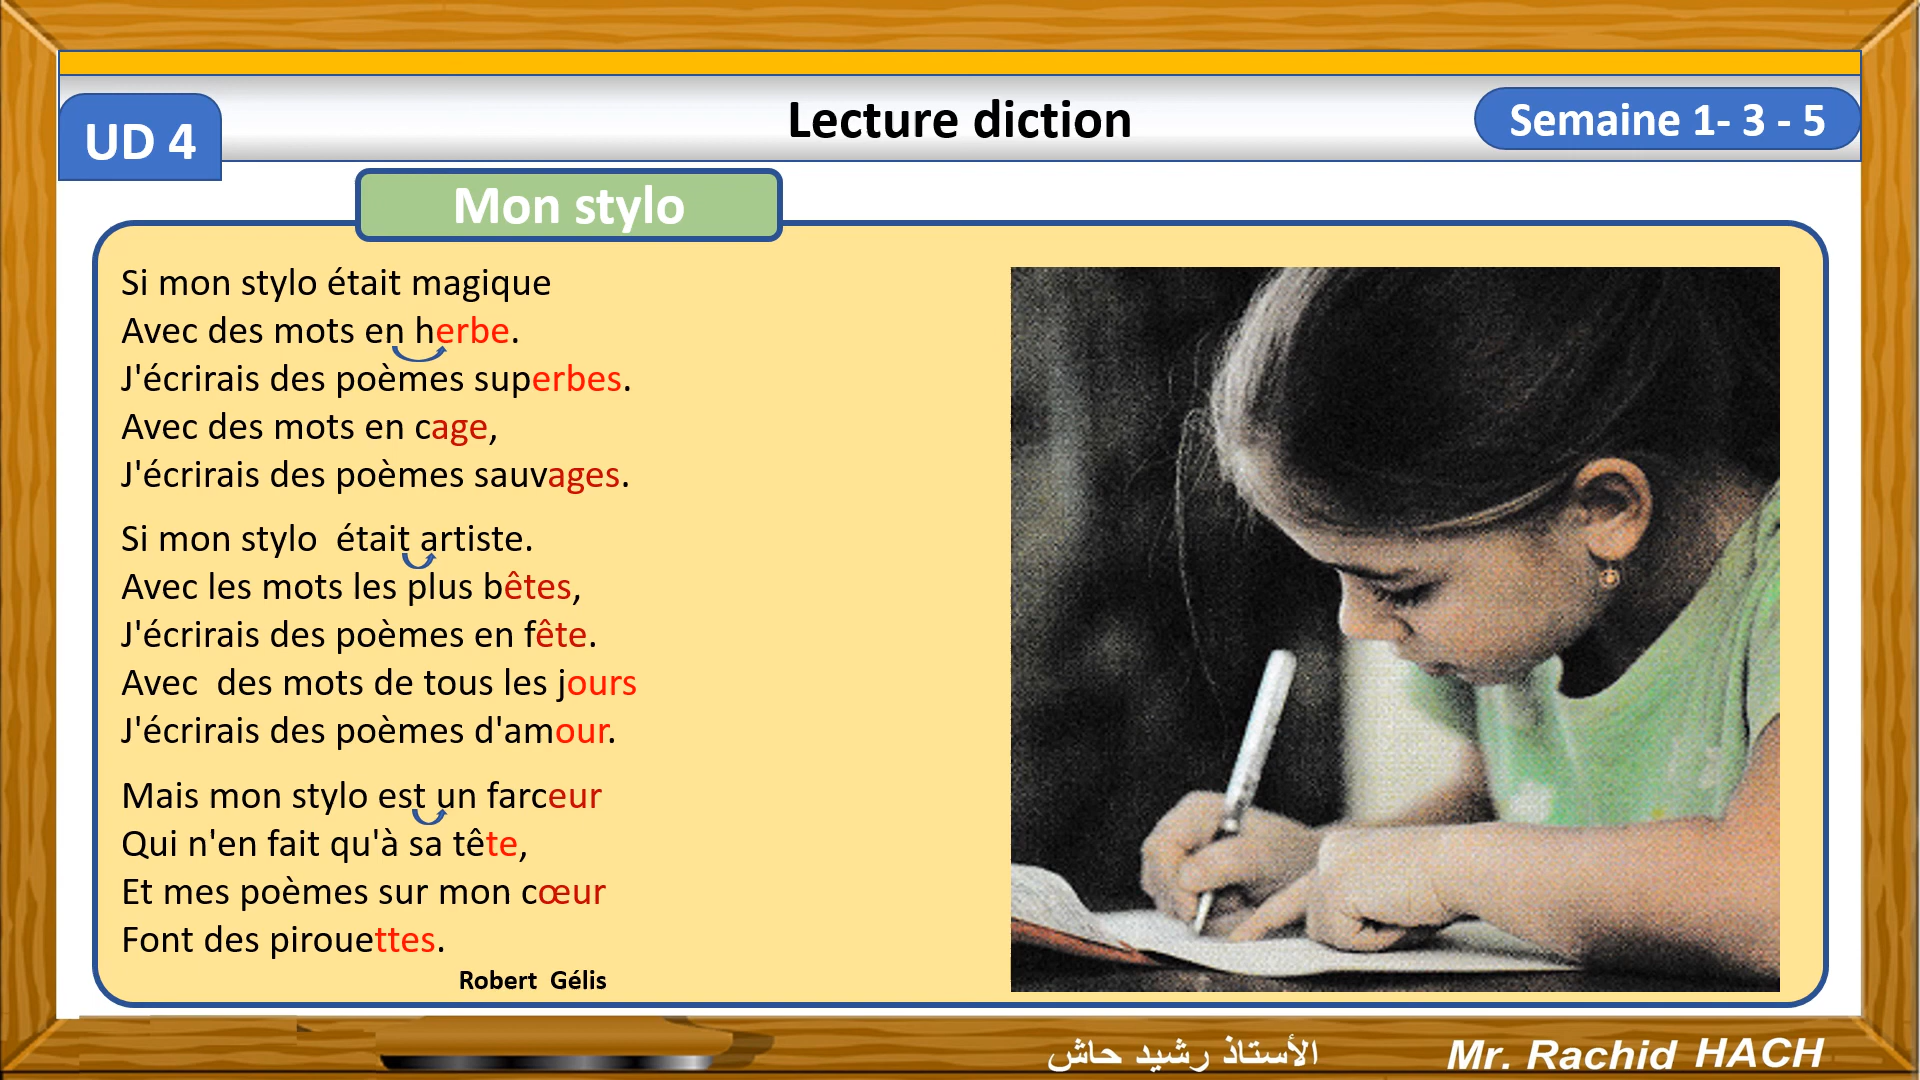 Lecture diction
Semaine 1- 3 - 5
UD 4
Mon stylo
Si mon stylo était magique
Avec des mots en herbe.
J'écrirais des poèmes superbes.
Avec des mots en cage,
J'écrirais des poèmes sauvages.
Si mon stylo  était artiste.
Avec les mots les plus bêtes,
J'écrirais des poèmes en fête.
Avec  des mots de tous les jours
J'écrirais des poèmes d'amour.
Mais mon stylo est un farceur
Qui n'en fait qu'à sa tête,
Et mes poèmes sur mon cœur
Font des pirouettes.
Robert  Gélis
الأستاذ رشيد حاش
Mr. Rachid HACH